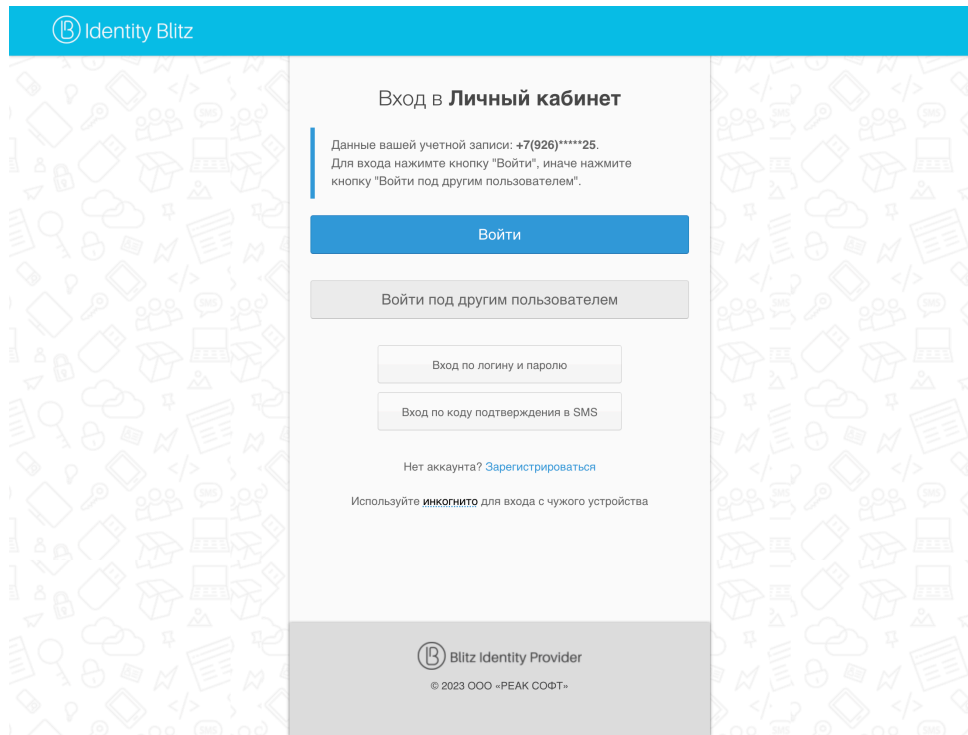 Identity Blitz
Вход в Личный кабинет
Данные вашей учетной записи: +7(926)*****25.
Для входа нажимте кнопку "Войти", иначе нажмите
кнопку "Войти под другим пользователем".
Войти
Войти под другим пользователем
Вход по логину и паролю
Вход по коду подтверждения в SMS
Нет аккаунта? Зарегистрироваться
Используйте инкогнито для входа с чужого устройства
Blitz Identity Provider
© 2023 ООО «РЕАК СОФТ»